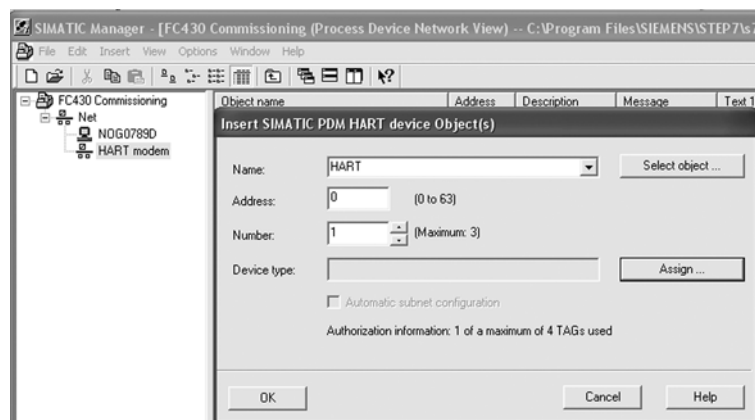 SIMATIC Manager - [FC430 Commissioning (Process Device Network View) -- C:\Program Files\SIEMENS\STEP7\s7
File Edit Insert View Options Window Help
FC430 Commissioning
Net
NOG0789D
HART modem
Object name Address Description Message Text 1
Insert SIMATIC PDM HART device Object(s)
Name: HART Select object ...
Address: 0 (0 to 63)
Number: 1 (Maximum: 3)
Device type: Assign ...
Automatic subnet configuration
Authorization information: 1 of a maximum of 4 TAGs used
OK Cancel Help